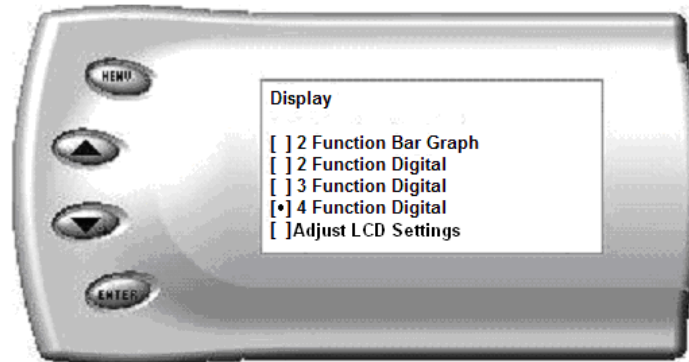 MENU
Display
[ ] 2 Function Bar Graph
[ ] 2 Function Digital
[ ] 3 Function Digital
[•] 4 Function Digital
[ ]Adjust LCD Settings
ENTER